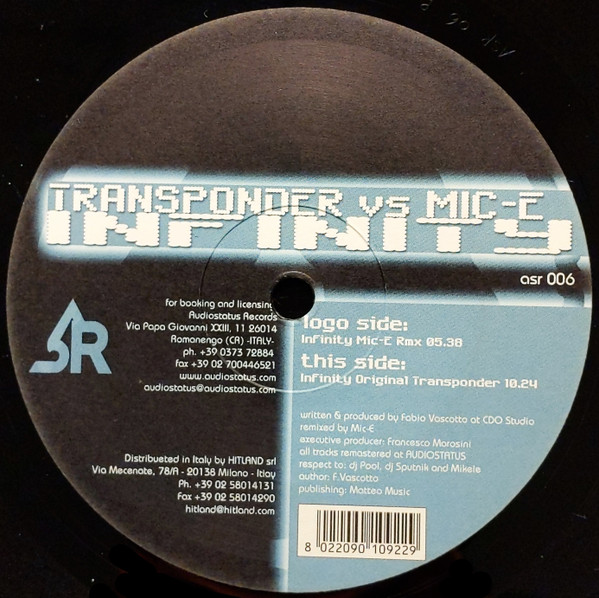 TRANSPONDER vs MIC-E
INFINITY
asr 006
SR
for booking and licensing
Audiostatus Records
Via Papa Giovanni XXIII, 11 26014
Romanengo (CR) -ITALY-
ph. +39 0373 72884
fax +39 02 700446521
www.audiostatus.com
audiostatus@audiostatus.com
Distribueted in Italy by HITLAND srl
Via Mecenate, 78/A - 20138 Milano - Itlay
Ph. +39 02 58014131
Fax +39 02 58014290
hitland@hitland.com
logo side:
Infinity Mic-E Rmx 05.38
this side:
Infinity Original Transponder 10.24
written & produced by Fabio Vascotto at CDO Studio
remixed by Mic-E
executive producer: Francesco Marosini
all tracks remastered at AUDIOSTATUS
respect to: dj Pool, dj Sputnik and Mikele
author: F.Vascotto
publishing: Matteo Music
8 022090 109229